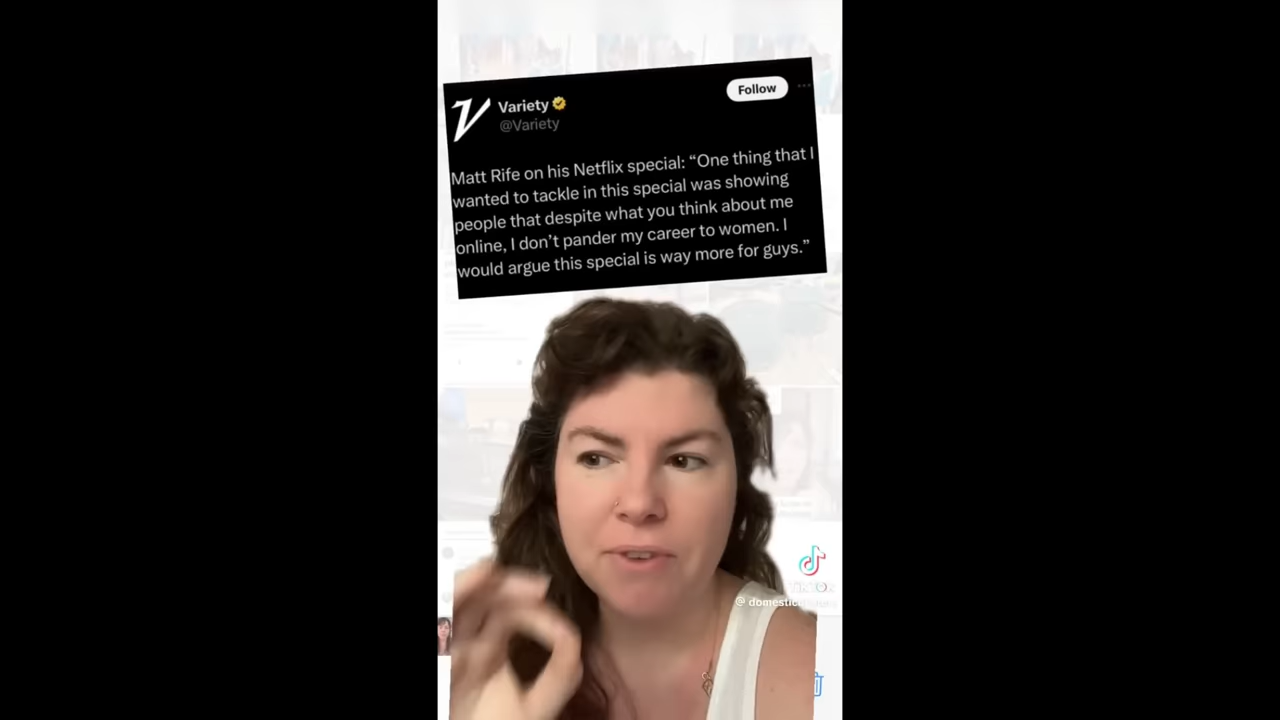 Variety
@Variety
Follow
Matt Rife on his Netflix special: “One thing that I
wanted to tackle in this special was showing
people that despite what you think about me
online, I don’t pander my career to women. I
would argue this special is way more for guys.”
TikTok
@ domestic